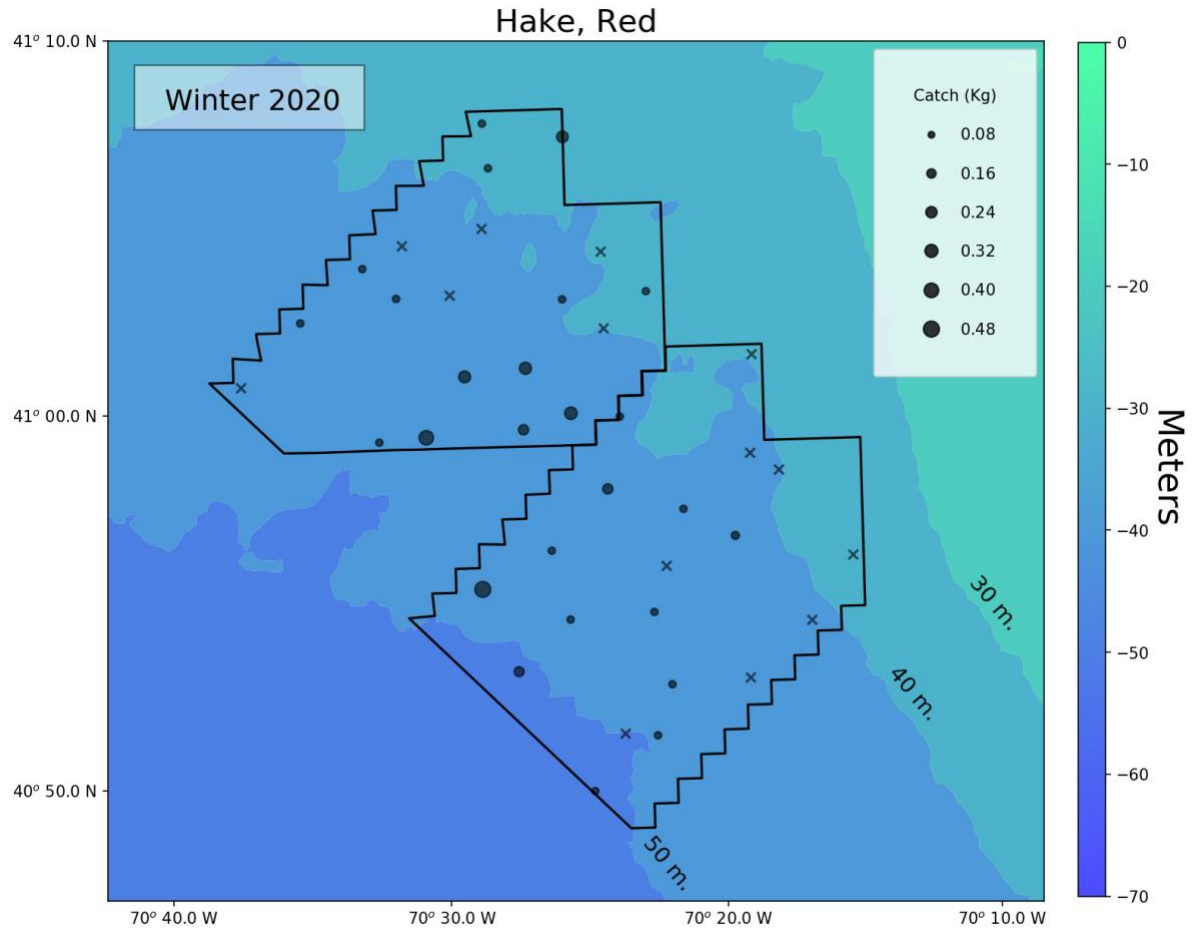 Hake, Red
41° 10.0 N
41° 00.0 N
40° 50.0 N
Winter 2020
Catch (Kg)
0.08
0.16
0.24
0.32
0.40
0.48
30 m.
40 m.
50 m.
70° 40.0 W
70° 30.0 W
70° 20.0 W
70° 10.0 W
0
−10
−20
−30
−40
−50
−60
−70
Meters